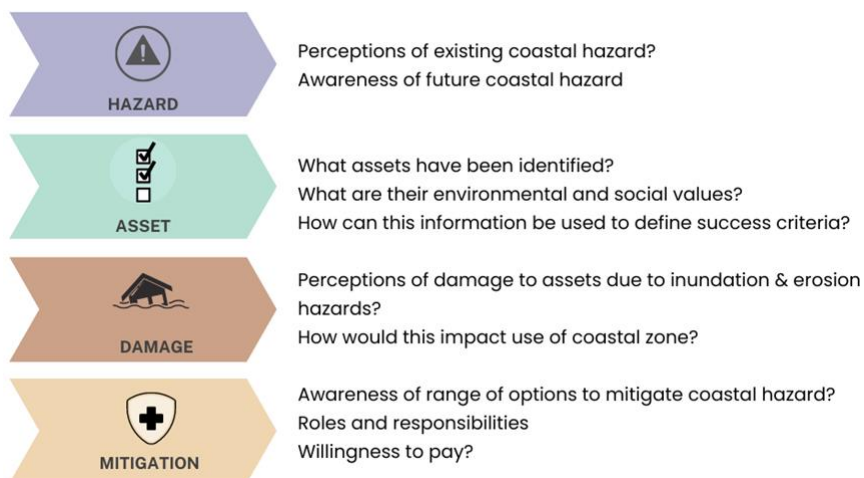 HAZARD
Perceptions of existing coastal hazard?
Awareness of future coastal hazard
ASSET
What assets have been identified?
What are their environmental and social values?
How can this information be used to define success criteria?
DAMAGE
Perceptions of damage to assets due to inundation & erosion
hazards?
How would this impact use of coastal zone?
MITIGATION
Awareness of range of options to mitigate coastal hazard?
Roles and responsibilities
Willingness to pay?